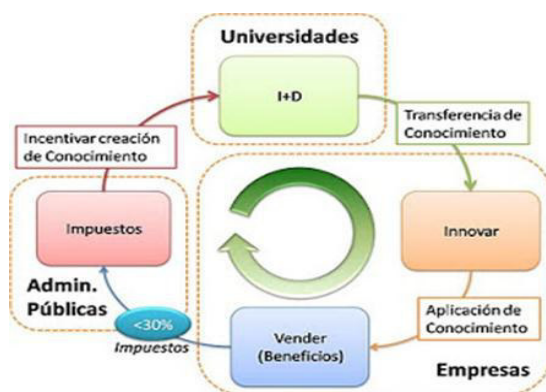 Universidades
I+D
Transferencia de
Conocimiento
Incentivar creación
de Conocimiento
Impuestos
Innovar
Admin.
Públicas
<30%
Impuestos
Vender
(Beneficios)
Aplicación de
Conocimiento
Empresas